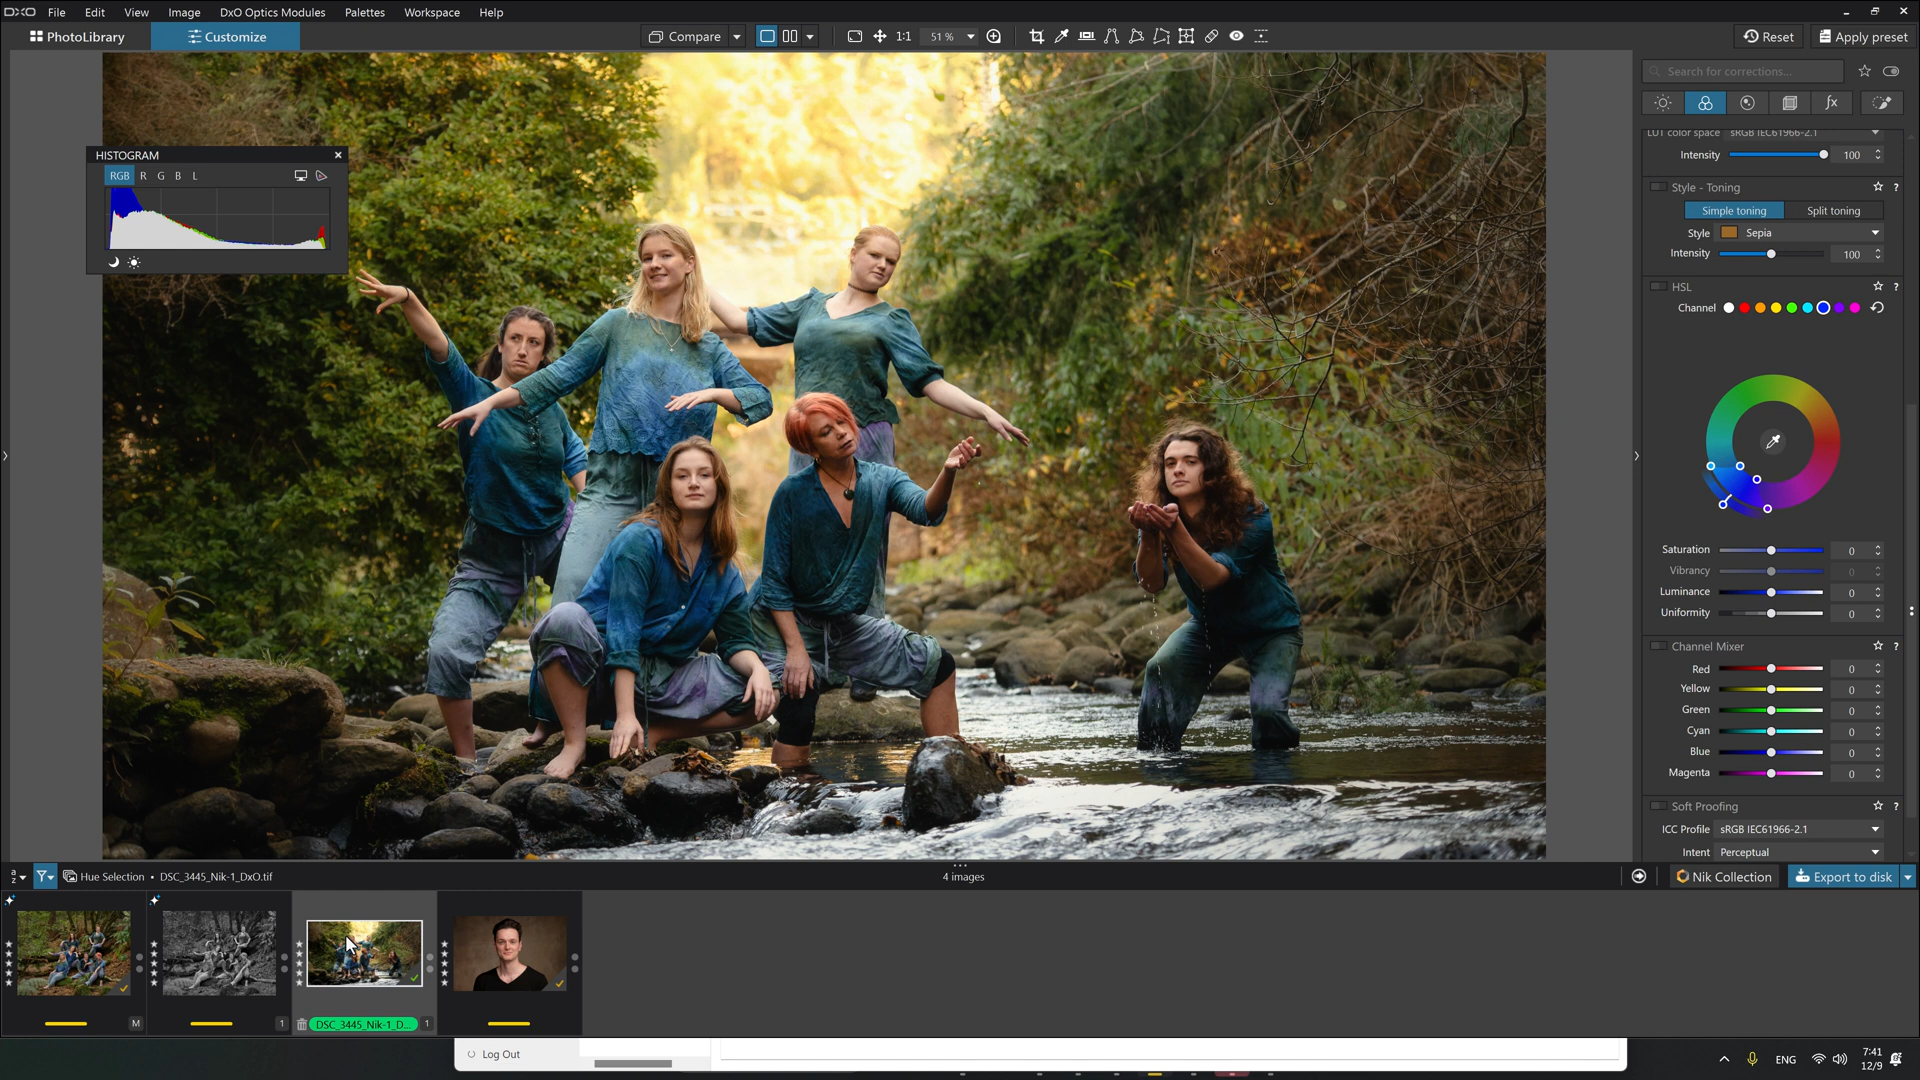 DXO File Edit View Image DxO Optics Modules Palettes Workspace Help
PhotoLibrary Customize Compare 1:1 51 % Reset Apply preset
Search for corrections...
fx
LUT color space sRGB IEC61966-2.1
Intensity 100
HISTOGRAM
RGB R G B L
Style - Toning ?
Simple toning Split toning
Style Sepia
Intensity 100
HSL ?
Channel
Saturation 0
Vibrancy 0
Luminance 0
Uniformity 0
Channel Mixer ?
Red 0
Yellow 0
Green 0
Cyan 0
Blue 0
Magenta 0
Soft Proofing ?
ICC Profile sRGB IEC61966-2.1
Intent Perceptual
a
z
Hue Selection • DSC_3445_Nik-1_DxO.tif 4 images Nik Collection Export to disk
M 1 DSC_3445_Nik-1_D... 1
Log Out
ENG 7:41
12/9